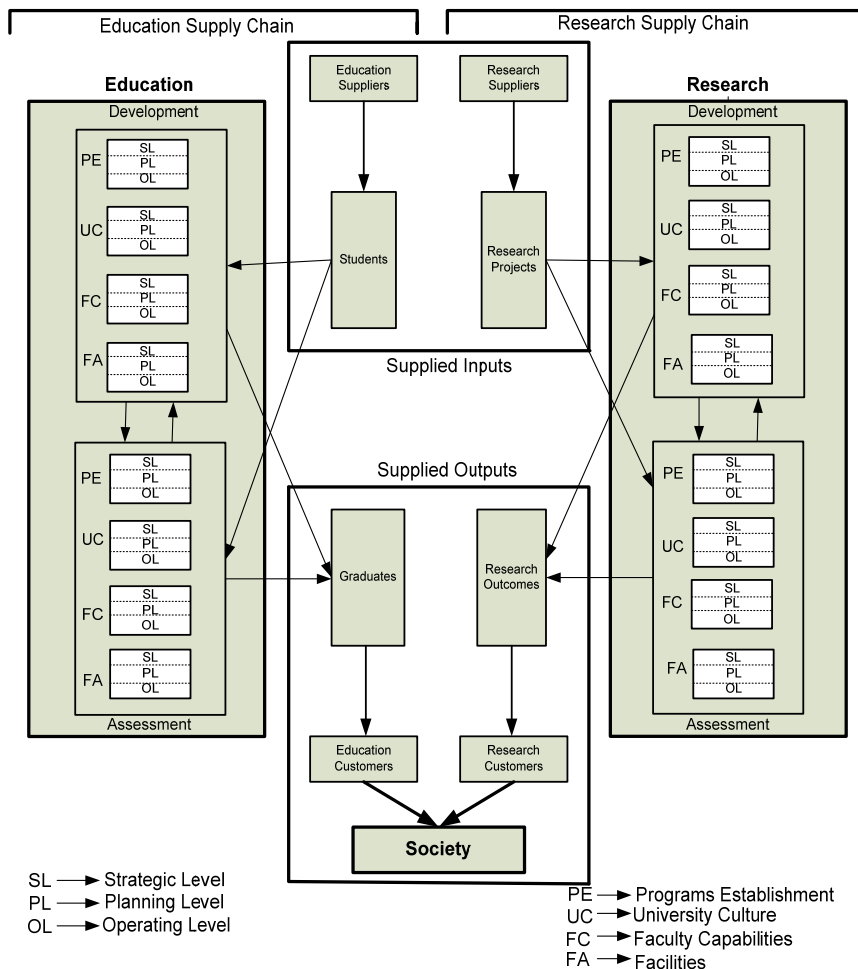 Education Supply Chain
Research Supply Chain
Education
Development
PE
SL
PL
OL
UC
SL
PL
OL
FC
SL
PL
OL
FA
SL
PL
OL
PE
SL
PL
OL
UC
SL
PL
OL
FC
SL
PL
OL
FA
SL
PL
OL
Assessment
Education
Suppliers
Research
Suppliers
Students
Research
Projects
Supplied Inputs
Supplied Outputs
Graduates
Research
Outcomes
Education
Customers
Research
Customers
Society
Research
Development
PE
SL
PL
OL
UC
SL
PL
OL
FC
SL
PL
OL
FA
SL
PL
OL
PE
SL
PL
OL
UC
SL
PL
OL
FC
SL
PL
OL
FA
SL
PL
OL
Assessment
SL Strategic Level
PL Planning Level
OL Operating Level
PE Programs Establishment
UC University Culture
FC Faculty Capabilities
FA Facilities